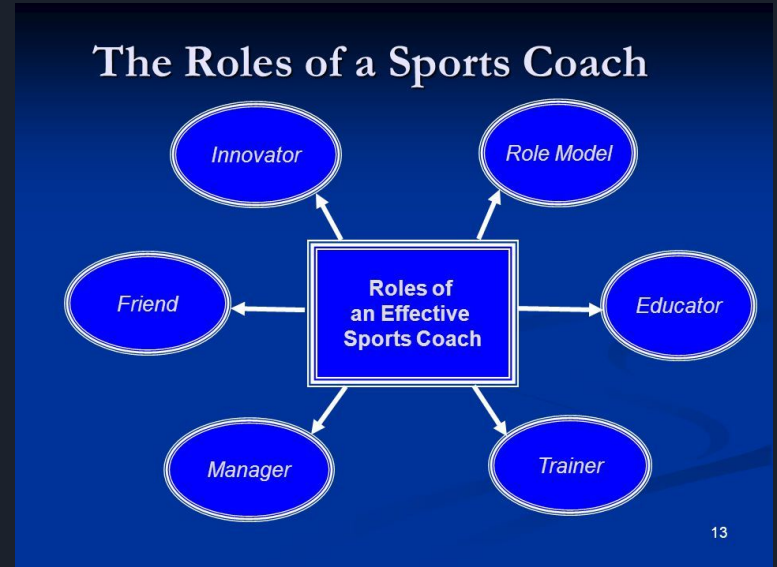 The Roles of a Sports Coach
Innovator
Role Model
Friend
Roles of
an Effective
Sports Coach
Educator
Manager
Trainer
13